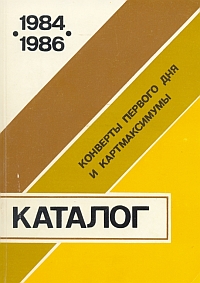 1984
•1986•
КОНВЕРТЫ ПЕРВОГО ДНЯ
И КАРТМАКСИМУМЫ
КАТАЛОГ